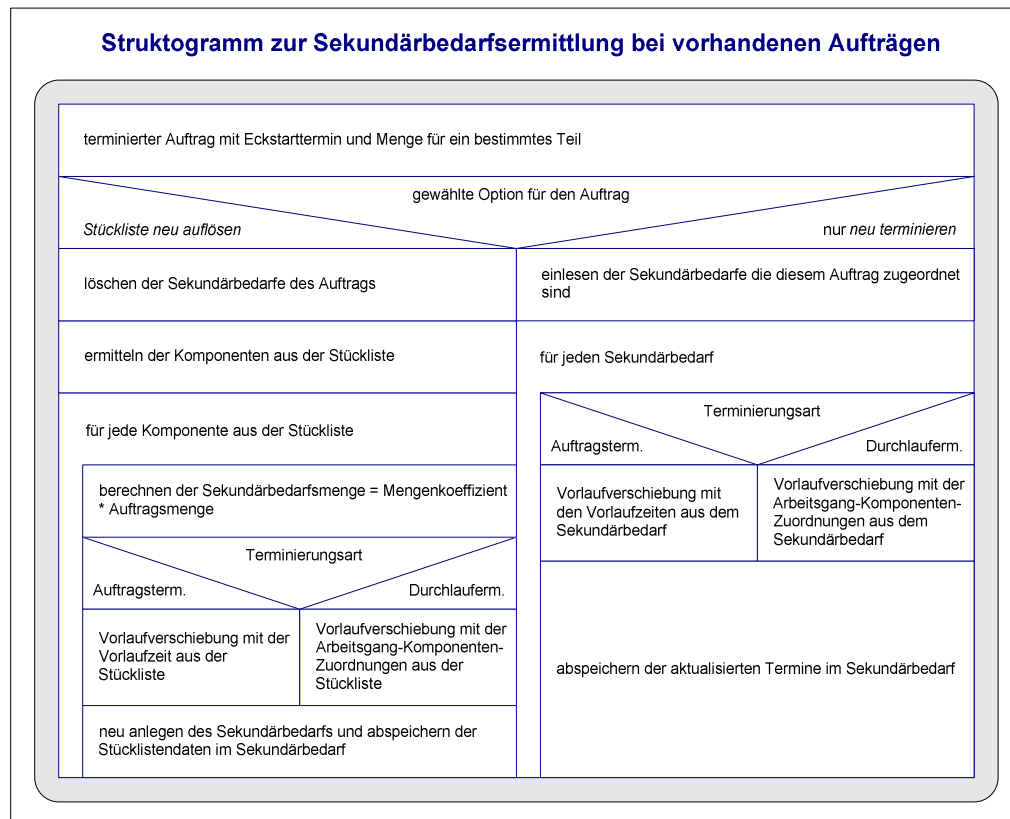 Struktogramm zur Sekundärbedarfsermittlung bei vorhandenen Aufträgen
terminierter Auftrag mit Eckstarttermin und Menge für ein bestimmtes Teil
gewählte Option für den Auftrag
Stückliste neu auflösen
nur neu terminieren
löschen der Sekundärbedarfe des Auftrags
ermitteln der Komponenten aus der Stückliste
für jede Komponente aus der Stückliste
berechnen der Sekundärbedarfsmenge = Mengenkoeffizient
* Auftragsmenge
Terminierungsart
Auftragsterm.
Durchlauferm.
Vorlaufverschiebung mit der
Vorlaufzeit aus der
Stückliste
Vorlaufverschiebung mit der
Arbeitsgang-Komponenten-
Zuordnungen aus der
Stückliste
neu anlegen des Sekundärbedarfs und abspeichern der
Stücklistendaten im Sekundärbedarf
einlesen der Sekundärbedarfe die diesem Auftrag zugeordnet
sind
für jeden Sekundärbedarf
Terminierungsart
Auftragsterm.
Durchlauferm.
Vorlaufverschiebung mit
den Vorlaufzeiten aus dem
Sekundärbedarf
Vorlaufverschiebung mit der
Arbeitsgang-Komponenten-
Zuordnungen aus dem
Sekundärbedarf
abspeichern der aktualisierten Termine im Sekundärbedarf